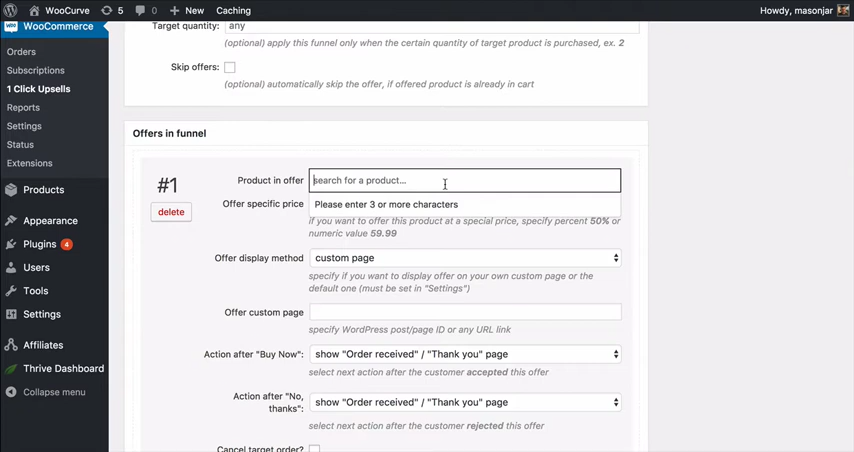 WooCurve 5 New Caching Howdy, masonjar
WooCommerce
Orders
Subscriptions
1 Click Upsells
Reports
Settings
Status
Extensions
Products
Appearance
Plugins 4
Users
Tools
Settings
Affiliates
Thrive Dashboard
Collapse menu
Target quantity: any
(optional) apply this funnel only when the certain quantity of target product is purchased, ex. 2
Skip offers:
(optional) automatically skip the offer, if offered product is already in cart
Offers in funnel
#1
delete
Product in offer search for a product...
Please enter 3 or more characters
Offer specific price
if you want to offer this product at a special price, specify percent 50% or
numeric value 59.99
Offer display method custom page
specify if you want to display offer on your own custom page or the
default one (must be set in "Settings")
Offer custom page
specify WordPress post/page ID or any URL link
Action after "Buy Now": show "Order received" / "Thank you" page
select next action after the customer accepted this offer
Action after "No,
thanks": show "Order received" / "Thank you" page
select next action after the customer rejected this offer
Cancel target order?